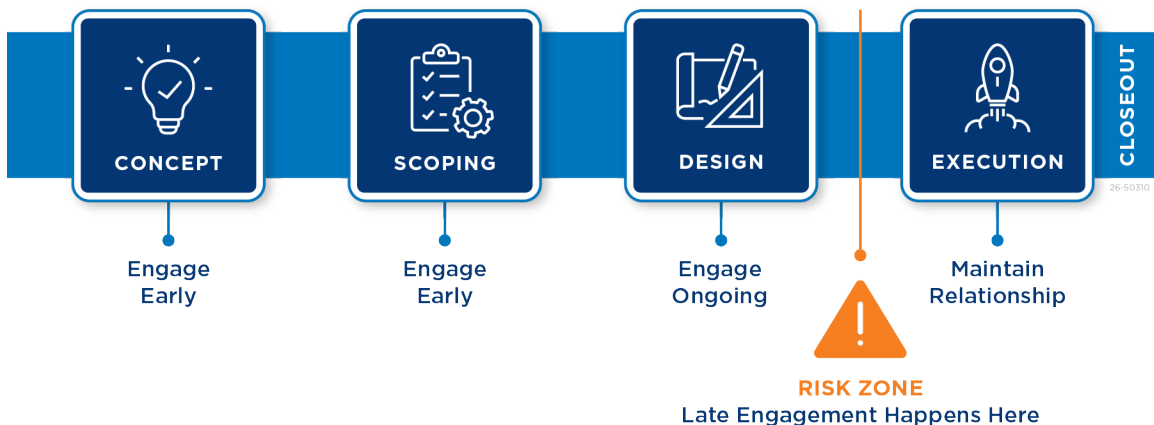 CONCEPT
SCOPING
DESIGN
EXECUTION
CLOSEOUT
26-50310
Engage
Early
Engage
Early
Engage
Ongoing
Maintain
Relationship
RISK ZONE
Late Engagement Happens Here